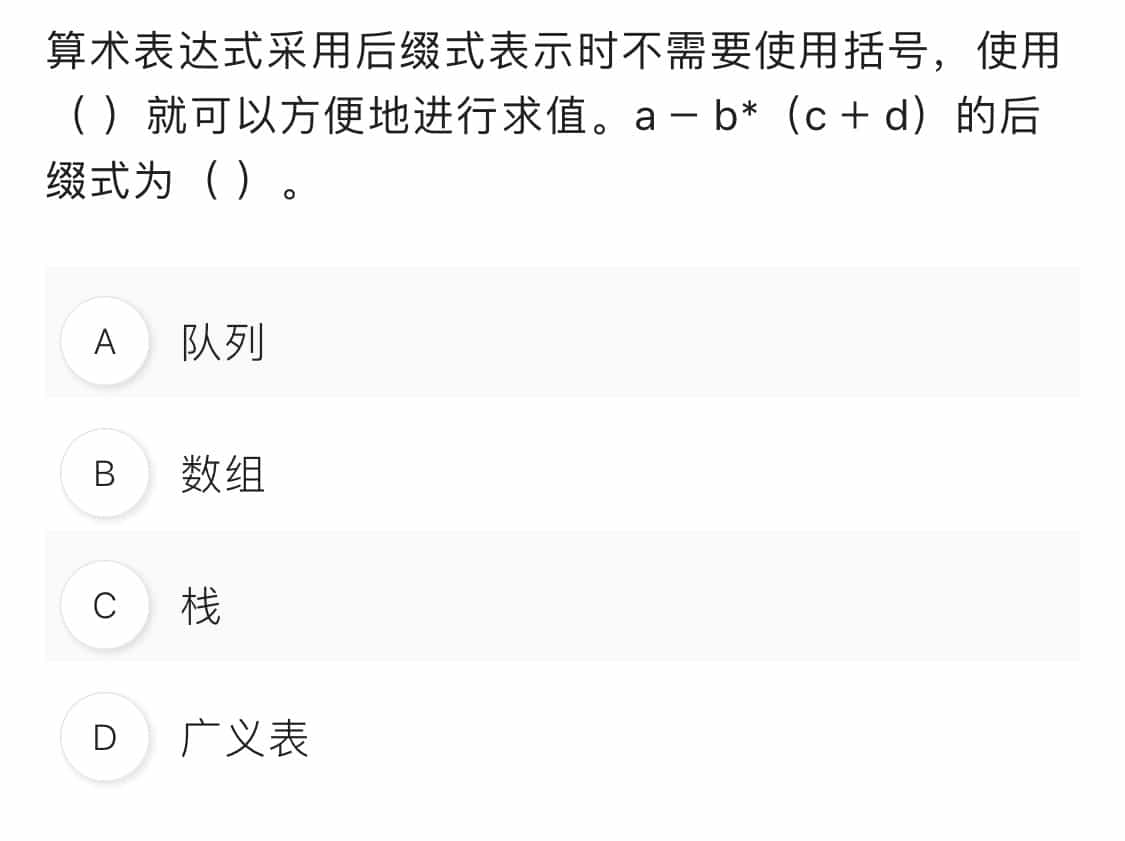 算术表达式采用后缀式表示时不需要使用括号，使用
（ ）就可以方便地进行求值。a－b*（c＋d）的后
缀式为（ ）。
A 队列
B 数组
C 栈
D 广义表